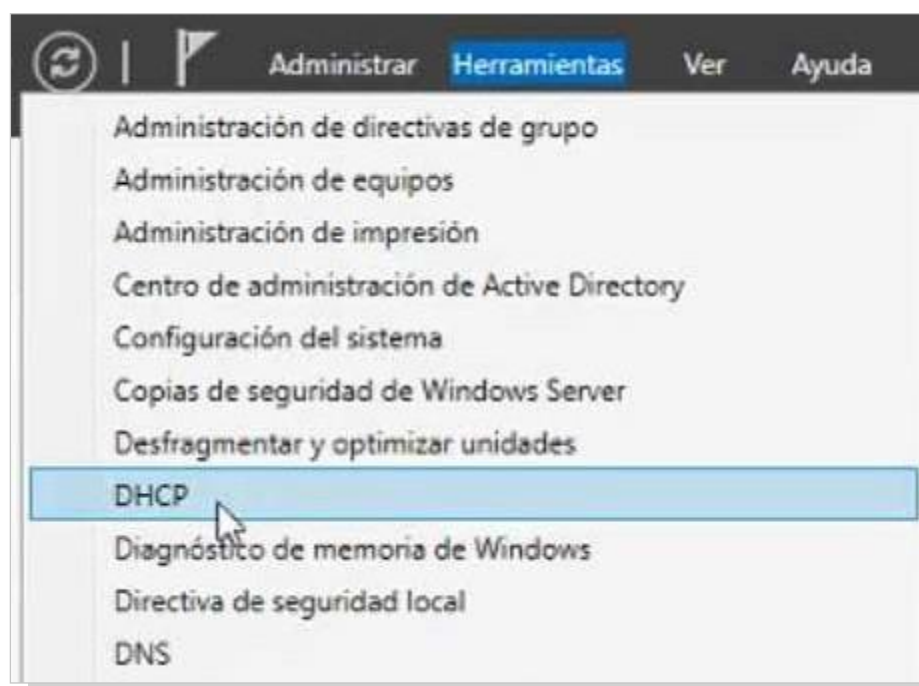 Administrar Herramientas Ver Ayuda
Administración de directivas de grupo
Administración de equipos
Administración de impresión
Centro de administración de Active Directory
Configuración del sistema
Copias de seguridad de Windows Server
Desfragmentar y optimizar unidades
DHCP
Diagnóstico de memoria de Windows
Directiva de seguridad local
DNS